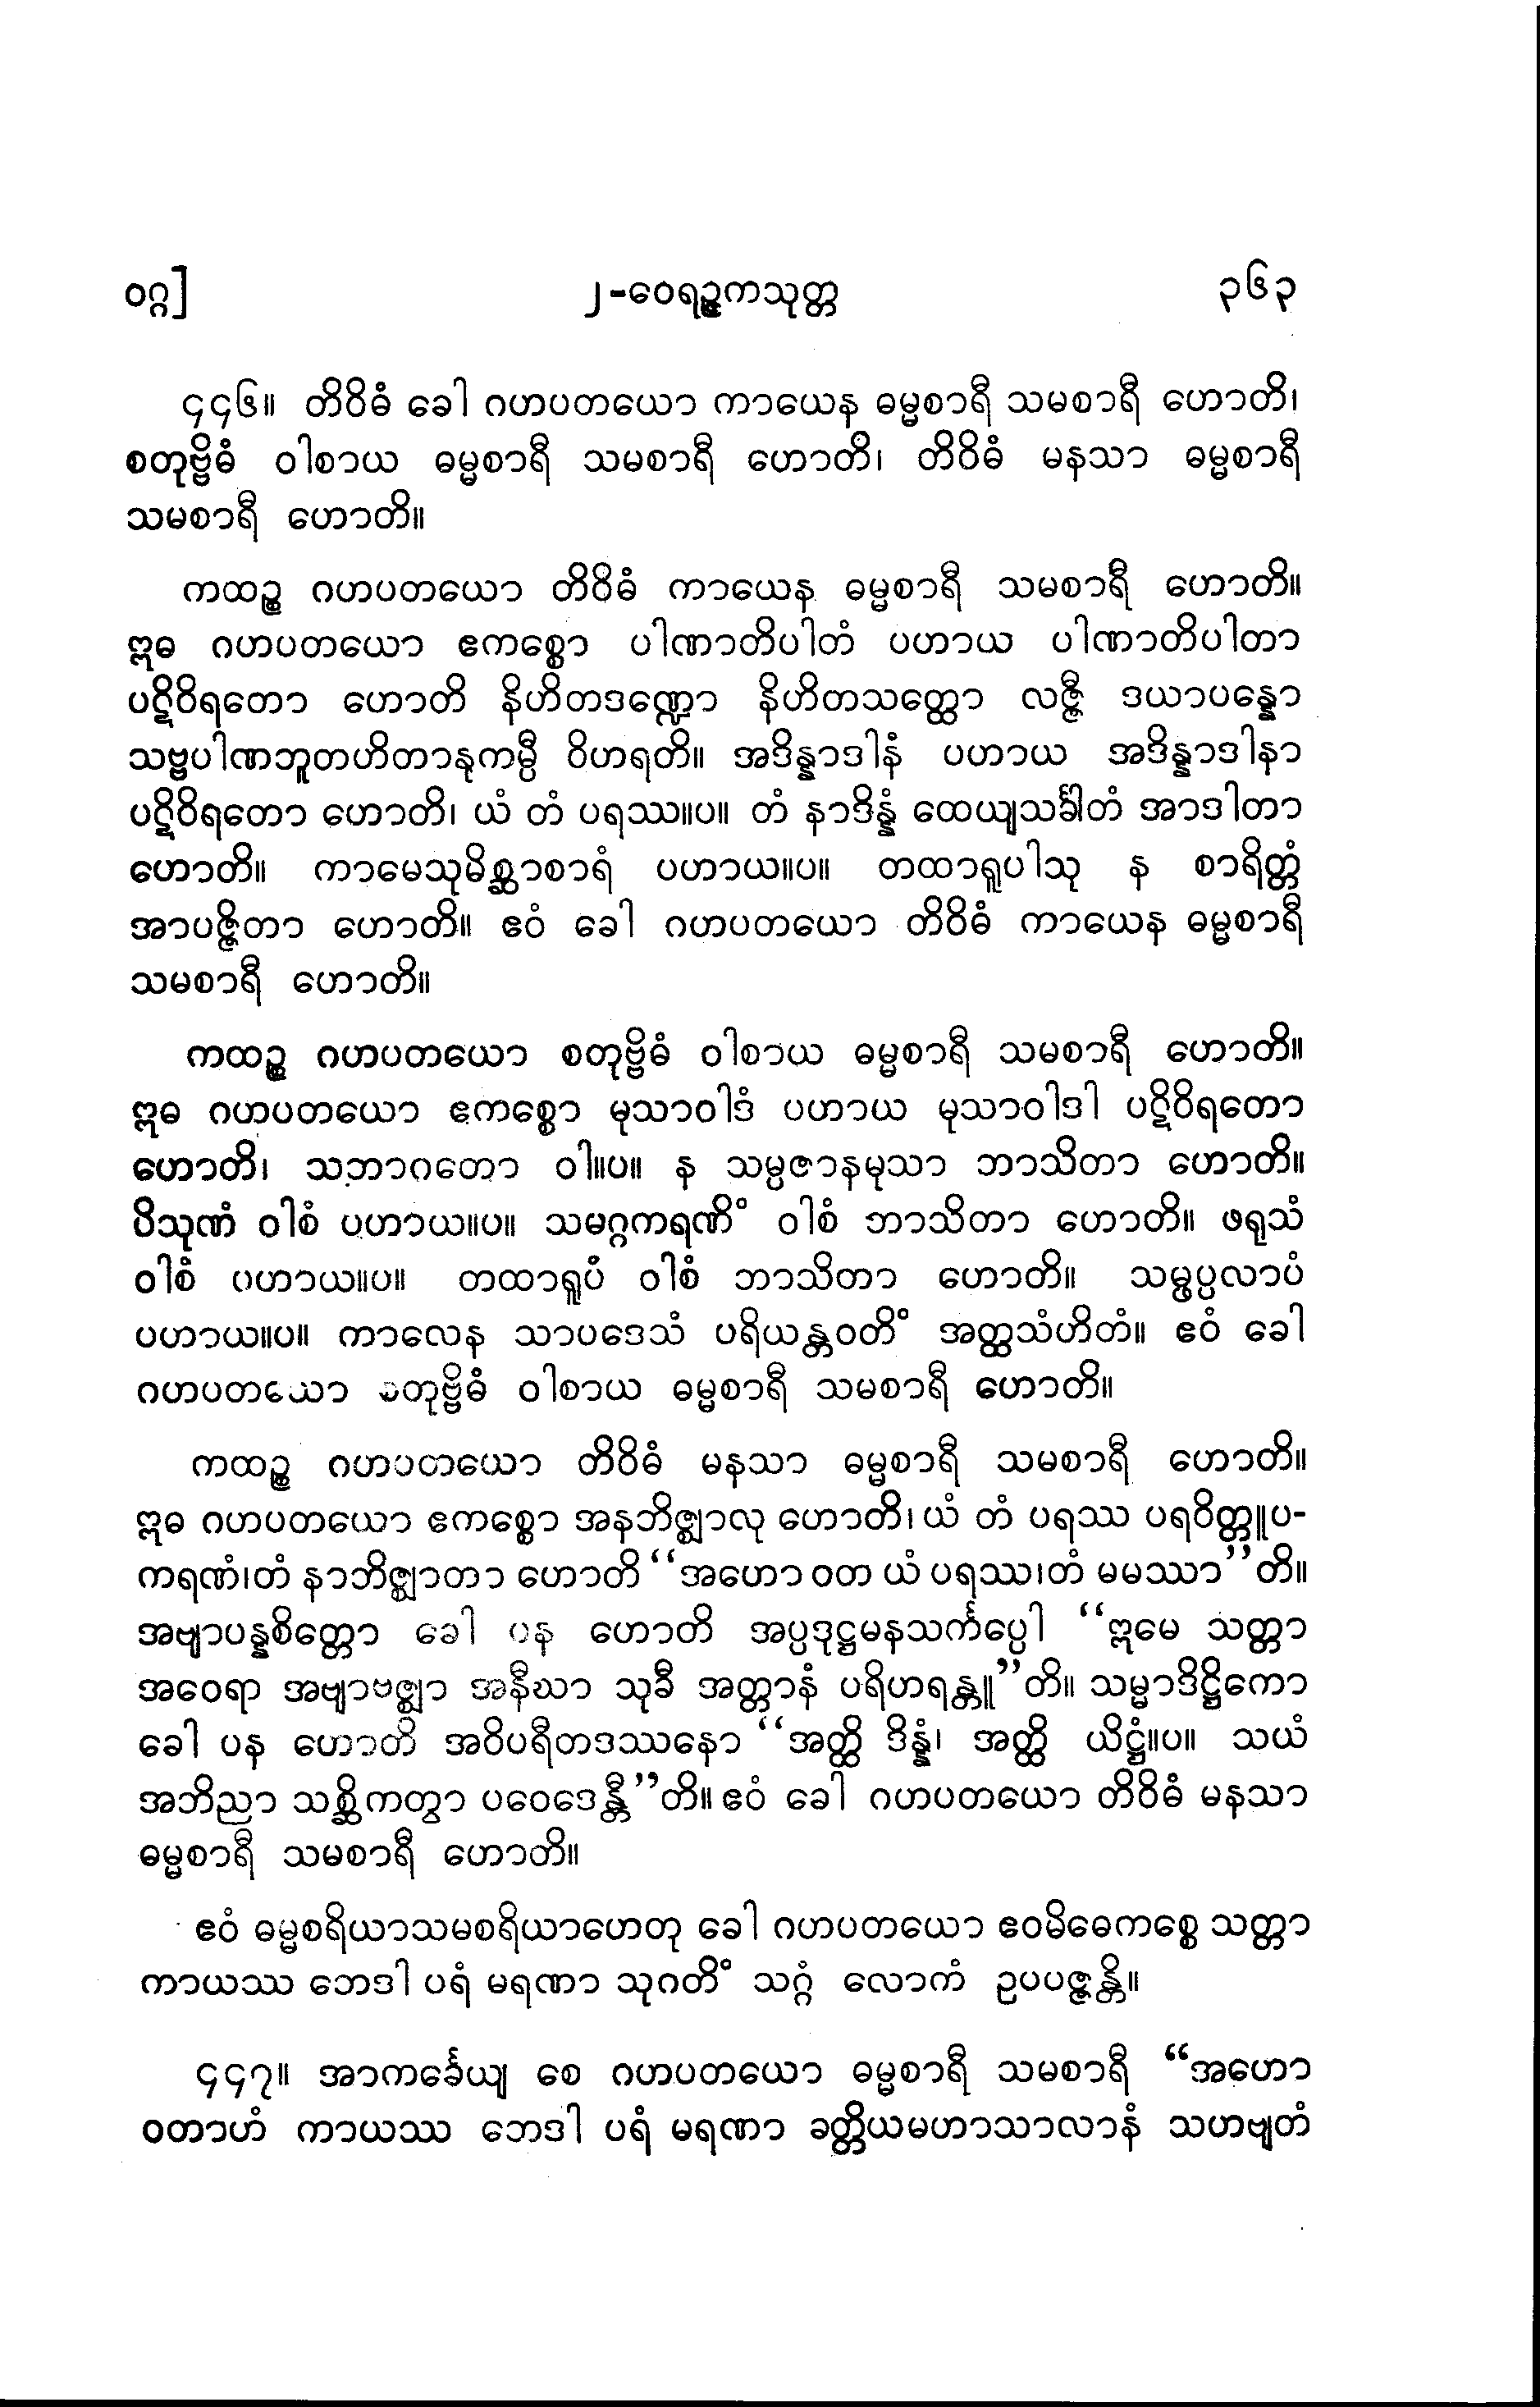 ဝဂ္ဂ]
၂-ဝေရဉ္ဇကသုတ္တ
၃၆၃
၄၄၆။ တိဝိဓံ ခေါ ဂဟပတယော ကာယေန ဓမ္မစာရီ သမစာရီ ဟောတိ၊
စတုဗ္ဗိဓံ ဝါစာယ ဓမ္မစာရီ သမစာရီ ဟောတိ၊ တိဝိဓံ မနသာ ဓမ္မစာရီ
သမစာရီ ဟောတိ။
ကထဉ္စ ဂဟပတယော တိဝိဓံ ကာယေန ဓမ္မစာရီ သမစာရီ ဟောတိ။
ဣဓ ဂဟပတယော ဧကစ္စော ပါဏာတိပါတံ ပဟာယ ပါဏာတိပါတာ
ပဋိဝိရတော ဟောတိ နိဟိတဒဏ္ဍော နိဟိတသတ္ထော လဇ္ဇီ ဒယာပန္နော
သဗ္ဗပါဏဘူတဟိတာနုကမ္ပီ ဝိဟရတိ။ အဒိန္နာဒါနံ ပဟာယ အဒိန္နာဒါနာ
ပဋိဝိရတော ဟောတိ၊ ယံ တံ ပရဿ။ပ။ တံ နာဒိန္နံ ထေယျသင်္ခါတံ အာဒါတာ
ဟောတိ။ ကာမေသုမိစ္ဆာစာရံ ပဟာယ။ပ။ တထာရူပါသု န စာရိတ္တံ
အာပဇ္ဇိတာ ဟောတိ။ ဧဝံ ခေါ ဂဟပတယော တိဝိဓံ ကာယေန ဓမ္မစာရီ
သမစာရီ ဟောတိ။
ကထဉ္စ ဂဟပတယော စတုဗ္ဗိဓံ ဝါစာယ ဓမ္မစာရီ သမစာရီ ဟောတိ။
ဣဓ ဂဟပတယော ဧကစ္စော မုသာဝါဒံ ပဟာယ မုသာဝါဒါ ပဋိဝိရတော
ဟောတိ၊ သဘာဂတော ဝါ။ပ။ န သမ္ပဇာနမုသာ ဘာသိတာ ဟောတိ။
ပိသုဏံ ဝါစံ ပဟာယ။ပ။ သမဂ္ဂကရဏိံ ဝါစံ ဘာသိတာ ဟောတိ။ ဖရုသံ
ဝါစံ ပဟာယ။ပ။ တထာရူပံ ဝါစံ ဘာသိတာ ဟောတိ။ သမ္ဖပ္ပလာပံ
ပဟာယ။ပ။ ကာလေန သာပဒေသံ ပရိယန္တဝတိံ အတ္ထသံဟိတံ။ ဧဝံ ခေါ
ဂဟပတယော စတုဗ္ဗိဓံ ဝါစာယ ဓမ္မစာရီ သမစာရီ ဟောတိ။
ကထဉ္စ ဂဟပတယော တိဝိဓံ မနသာ ဓမ္မစာရီ သမစာရီ ဟောတိ။
ဣဓ ဂဟပတယော ဧကစ္စော အနဘိဇ္ဈာလု ဟောတိ၊ ယံ တံ ပရဿ ပရဝိတ္တူပ-
ကရဏံ၊တံ နာဘိဇ္ဈာတာ ဟောတိ “အဟော ဝတ ယံ ပရဿ၊တံ မမဿာ”တိ။
အဗျာပန္နစိတ္တော ခေါ ပန ဟောတိ အပ္ပဒုဋ္ဌမနသင်္ကပ္ပေါ “ဣမေ သတ္တာ
အဝေရာ အဗျာဗဇ္ဈာ အနီဃာ သုခီ အတ္တာနံ ပရိဟရန္တူ”တိ။ သမ္မာဒိဋ္ဌိကော
ခေါ ပန ဟောတိ အဝိပရီတဒဿနော “အတ္ထိ ဒိန္နံ၊ အတ္ထိ ယိဋ္ဌံ။ပ။ သယံ
အဘိညာ သစ္ဆိကတွာ ပဝေဒေန္တီ”တိ။ ဧဝံ ခေါ ဂဟပတယော တိဝိဓံ မနသာ
ဓမ္မစာရီ သမစာရီ ဟောတိ။
ဧဝံ ဓမ္မစရိယာသမစရိယာဟေတု ခေါ ဂဟပတယော ဧဝမိဓေကစ္စေ သတ္တာ
ကာယဿ ဘေဒါ ပရံ မရဏာ သုဂတိံ သဂ္ဂံ လောကံ ဥပပဇ္ဇန္တိ။
၄၄၇။ အာကင်္ခေယျ စေ ဂဟပတယော ဓမ္မစာရီ သမစာရီ “အဟော
ဝတာဟံ ကာယဿ ဘေဒါ ပရံ မရဏာ ခတ္တိယမဟာသာလာနံ သဟဗျတံ